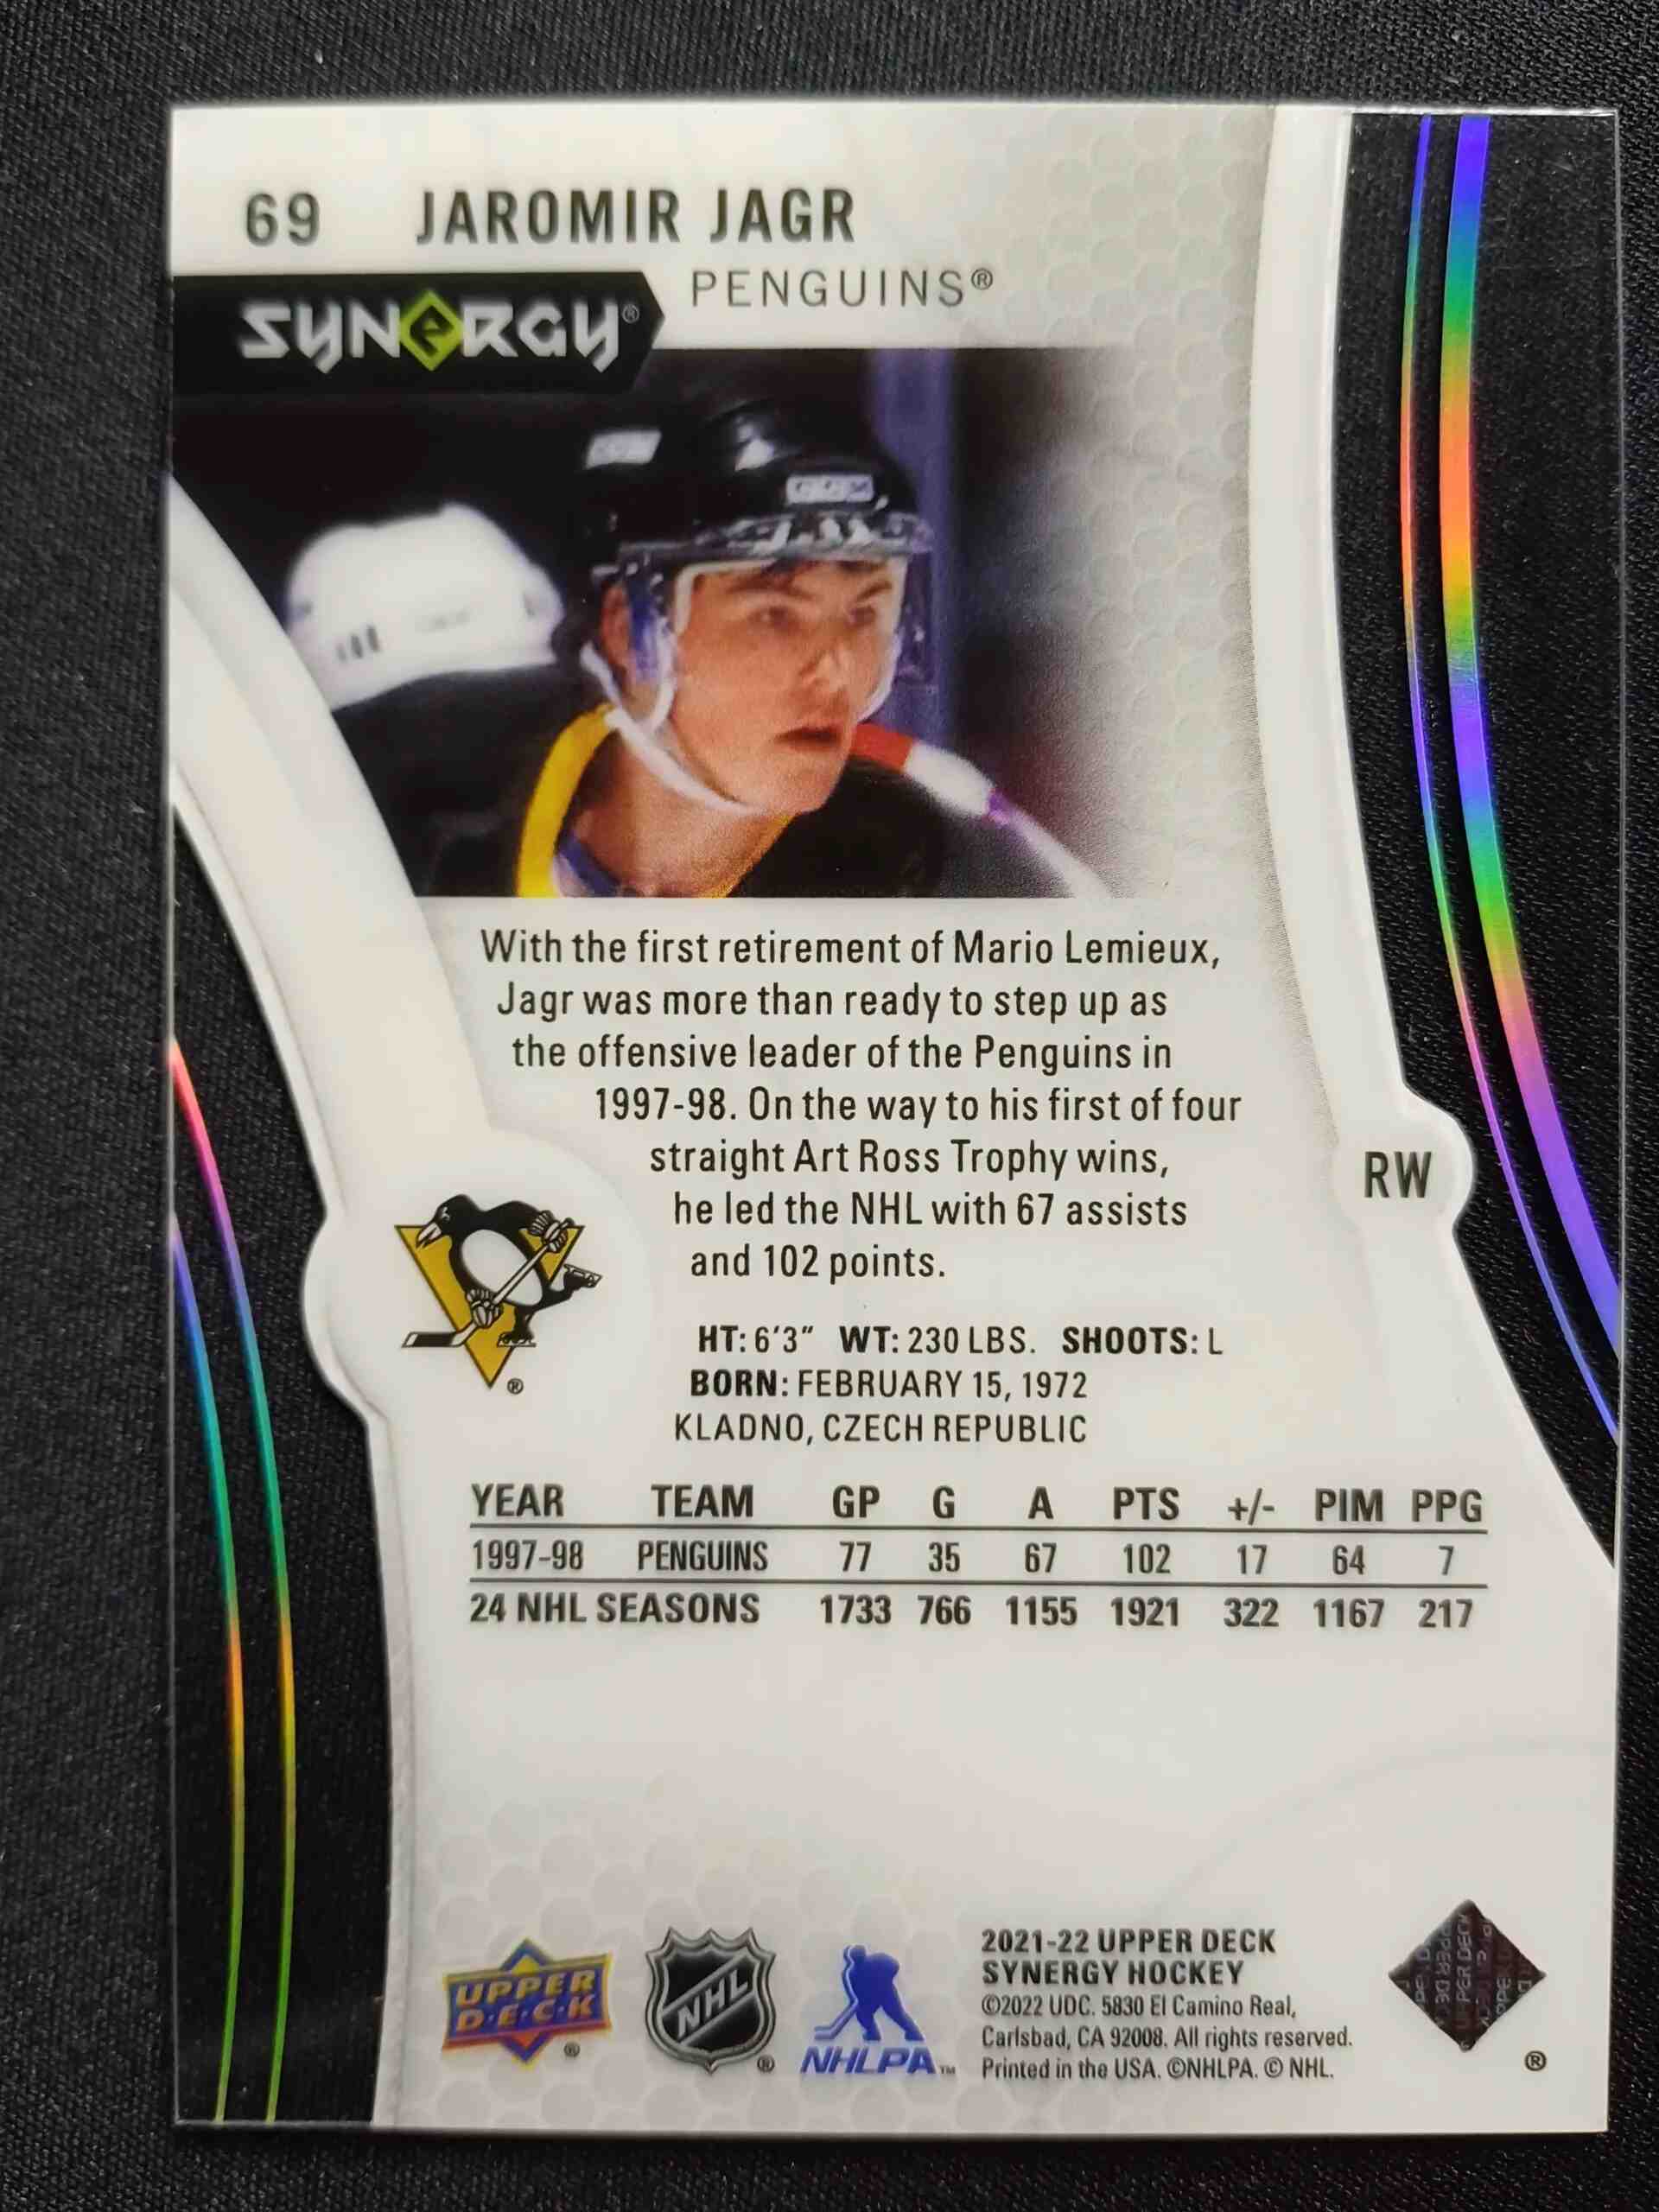 69 JAROMIR JAGR
PENGUINS®
SYNERGY®
With the first retirement of Mario Lemieux,
Jagr was more than ready to step up as
the offensive leader of the Penguins in
1997-98. On the way to his first of four
straight Art Ross Trophy wins,
he led the NHL with 67 assists
and 102 points.
RW
®
HT: 6'3" WT: 230 LBS. SHOOTS: L
BORN: FEBRUARY 15, 1972
KLADNO, CZECH REPUBLIC
YEAR TEAM GP G A PTS +/- PIM PPG
1997-98 PENGUINS 77 35 67 102 17 64 7
24 NHL SEASONS 1733 766 1155 1921 322 1167 217
UPPER
D·E·C·K
®
NHL
®
NHLPA™
2021-22 UPPER DECK
SYNERGY HOCKEY
©2022 UDC. 5830 El Camino Real,
Carlsbad, CA 92008. All rights reserved.
Printed in the USA. ©NHLPA. © NHL.
UPPER DECK
®